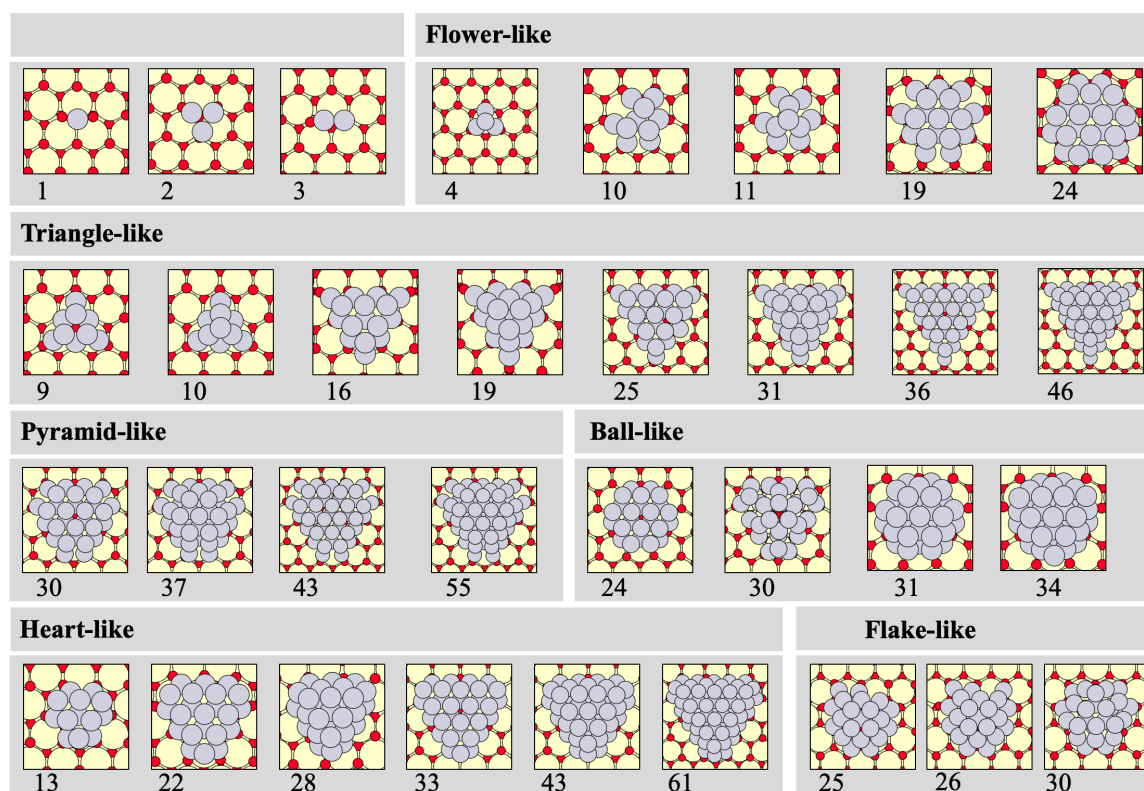 Flower-like
1 2 3 4 10 11 19 24
Triangle-like
9 10 16 19 25 31 36 46
Pyramid-like Ball-like
30 37 43 55 24 30 31 34
Heart-like Flake-like
13 22 28 33 43 61 25 26 30